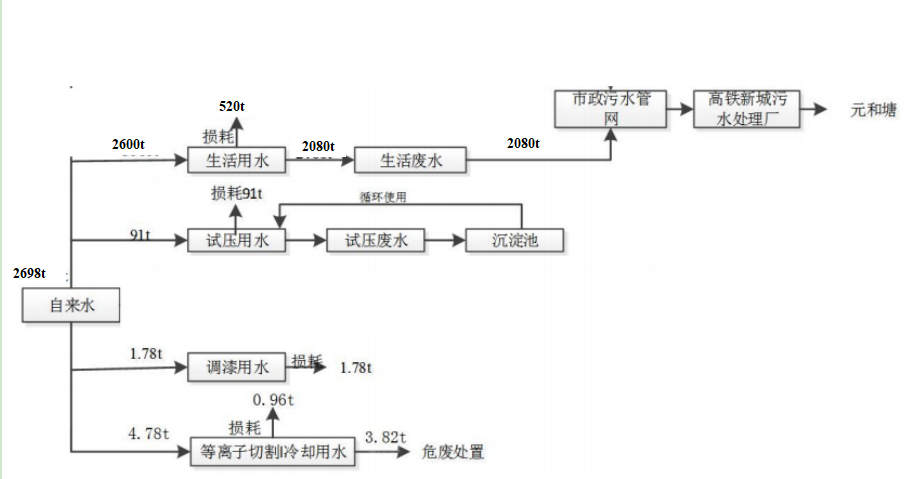 520t
市政污水管
网
高铁新城污
水处理厂
元和塘
损耗
2600t
生活用水
2080t
生活废水
2080t
损耗91t
循环使用
91t
试压用水
试压废水
沉淀池
2698t
自来水
1.78t
调漆用水
损耗
1.78t
0.96t
损耗
4.78t
等离子切割冷却用水
3.82t
危废处置